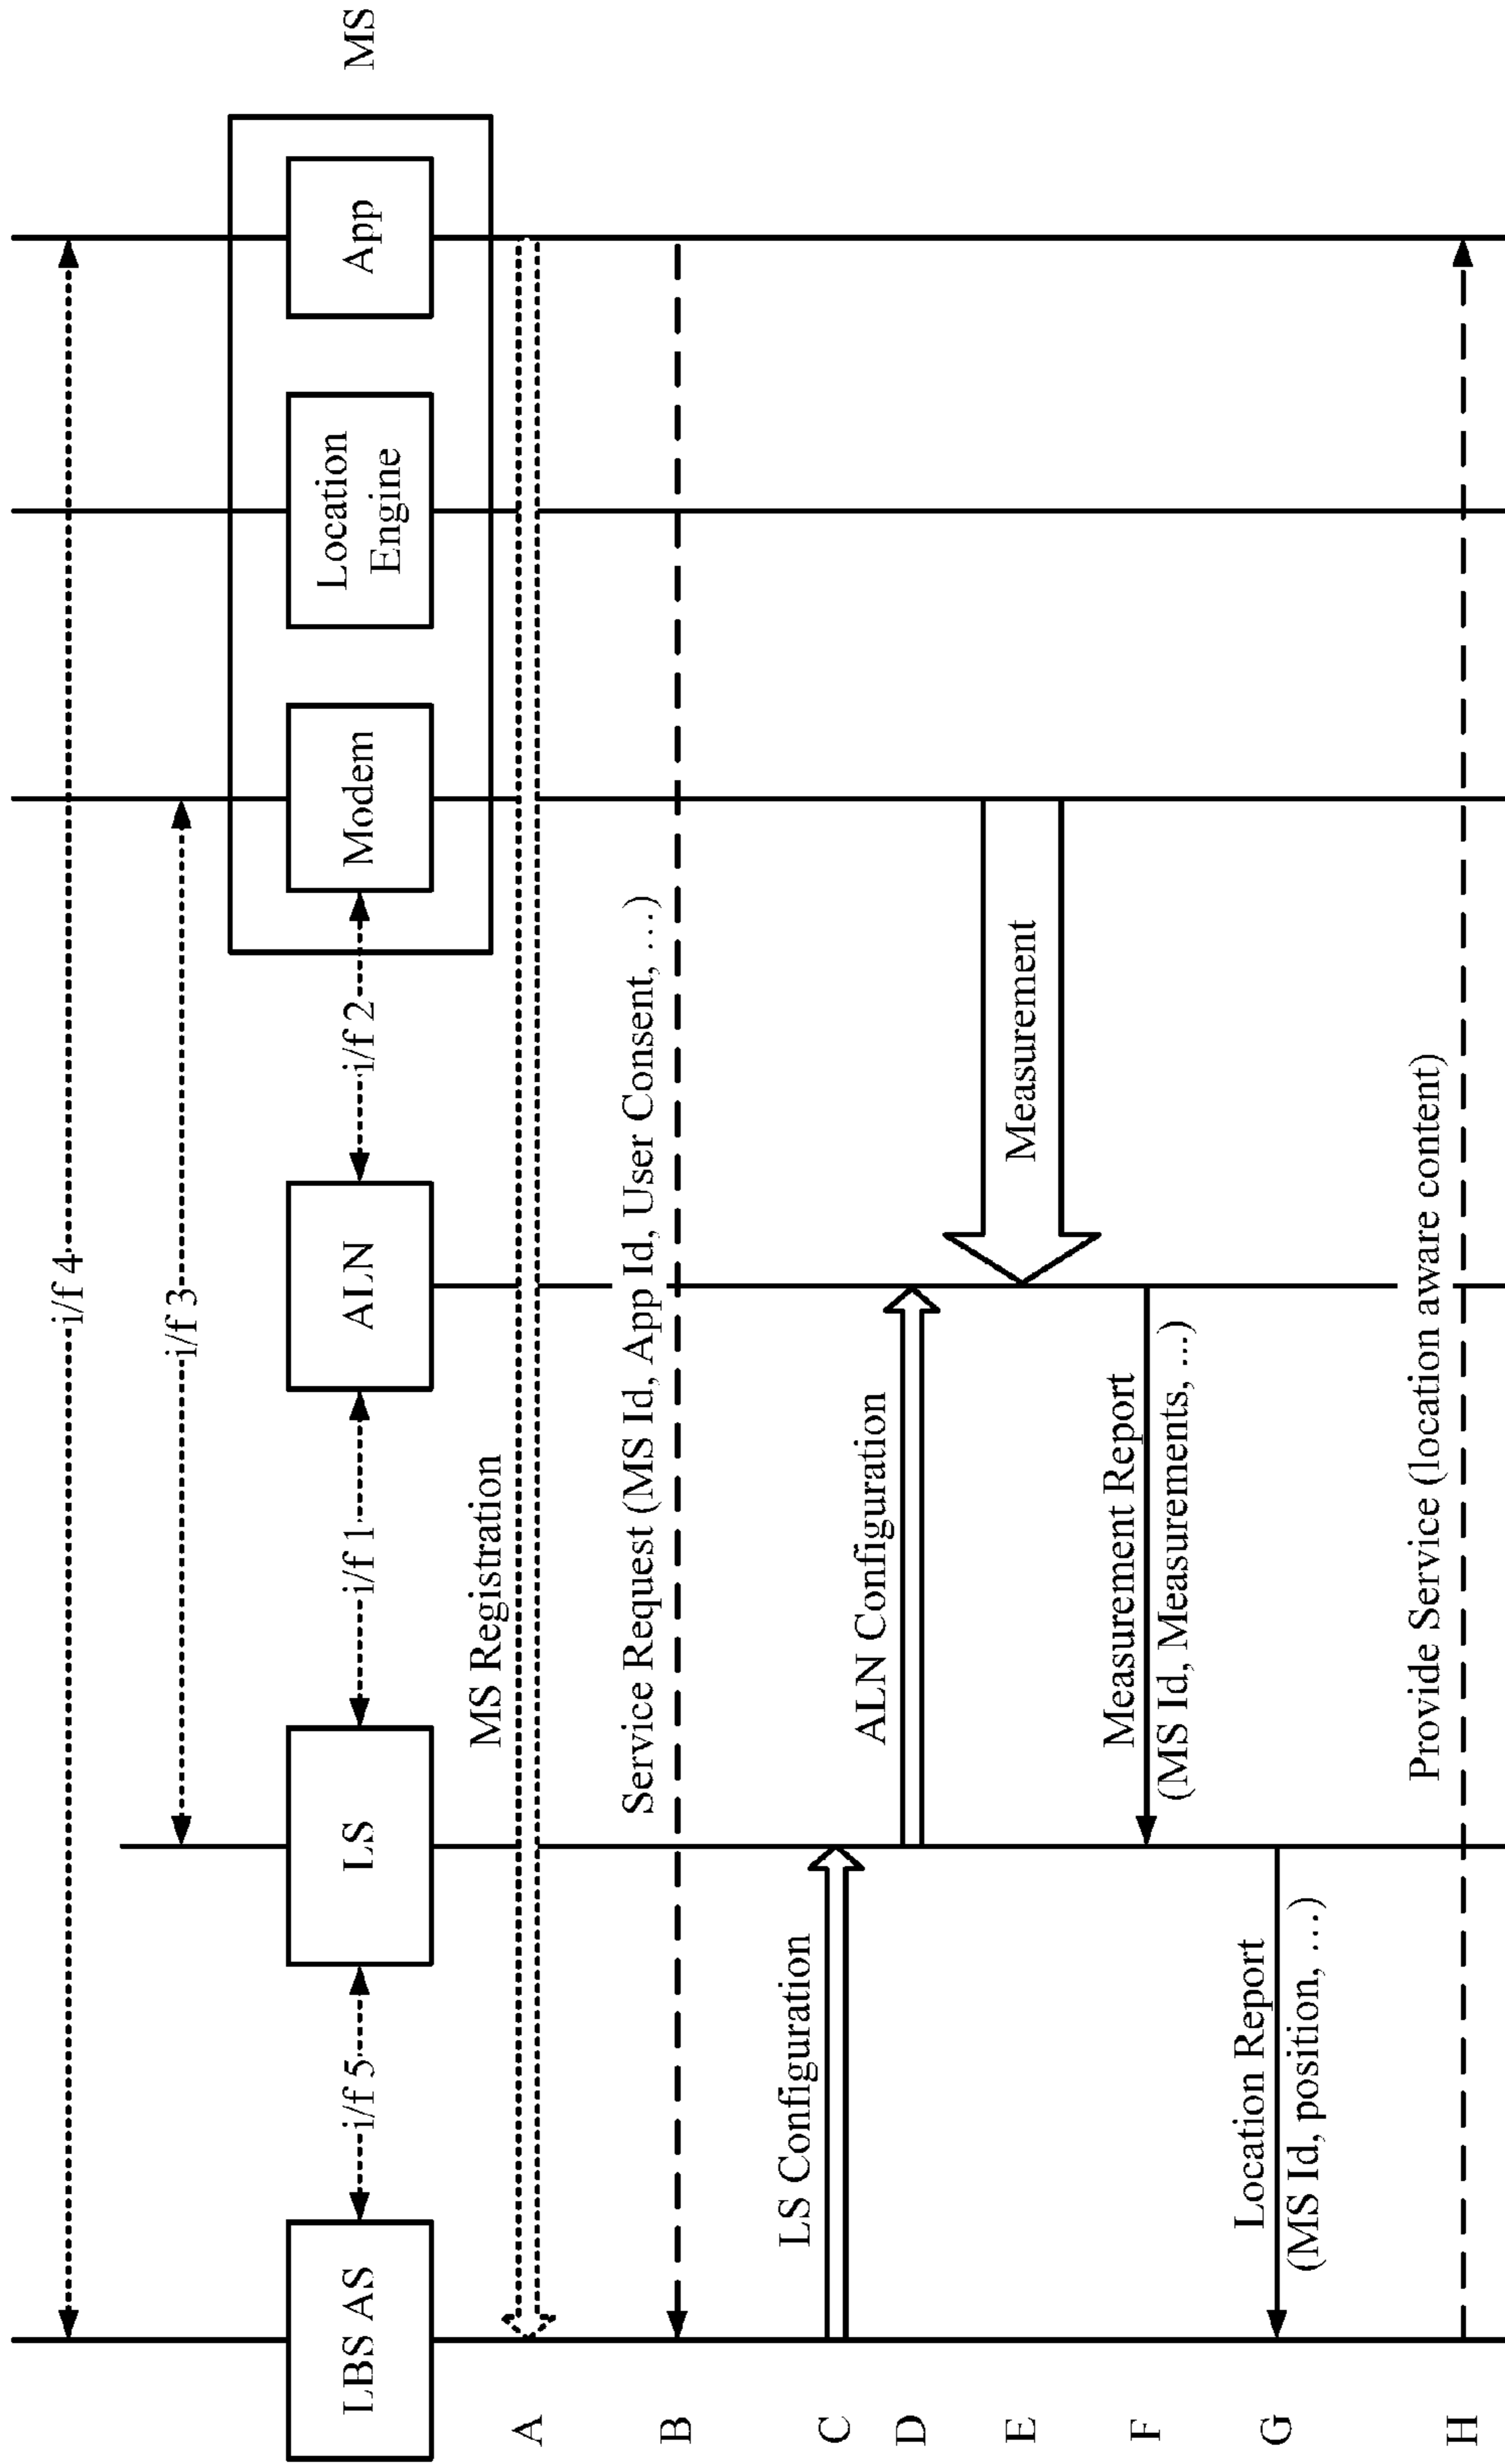 i/f 4
i/f 3
LBS AS
i/f 5
LS
i/f 1
ALN
i/f 2
Modem
Location
Engine
App
MS
A
MS Registration
B
Service Request (MS Id, App Id, User Consent, …)
C
LS Configuration
D
ALN Configuration
E
Measurement
F
Measurement Report
(MS Id, Measurements, ...)
G
Location Report
(MS Id, position, …)
H
Provide Service (location aware content)